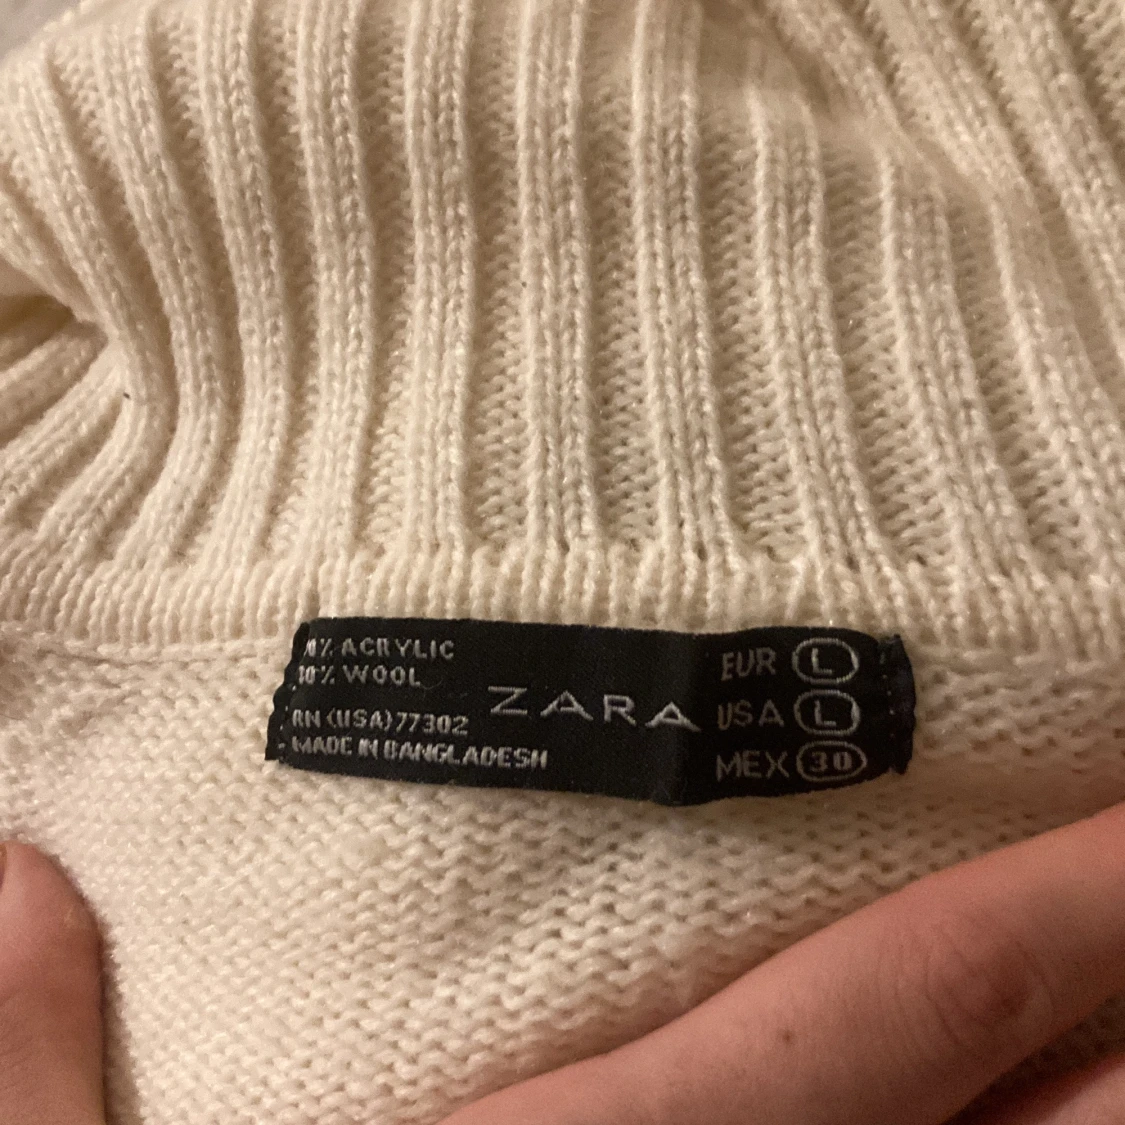 % ACRYLIC
% WOOL
RN (USA) 77302
MADE IN BANGLADESH
ZARA
EUR L
USA L
MEX 30